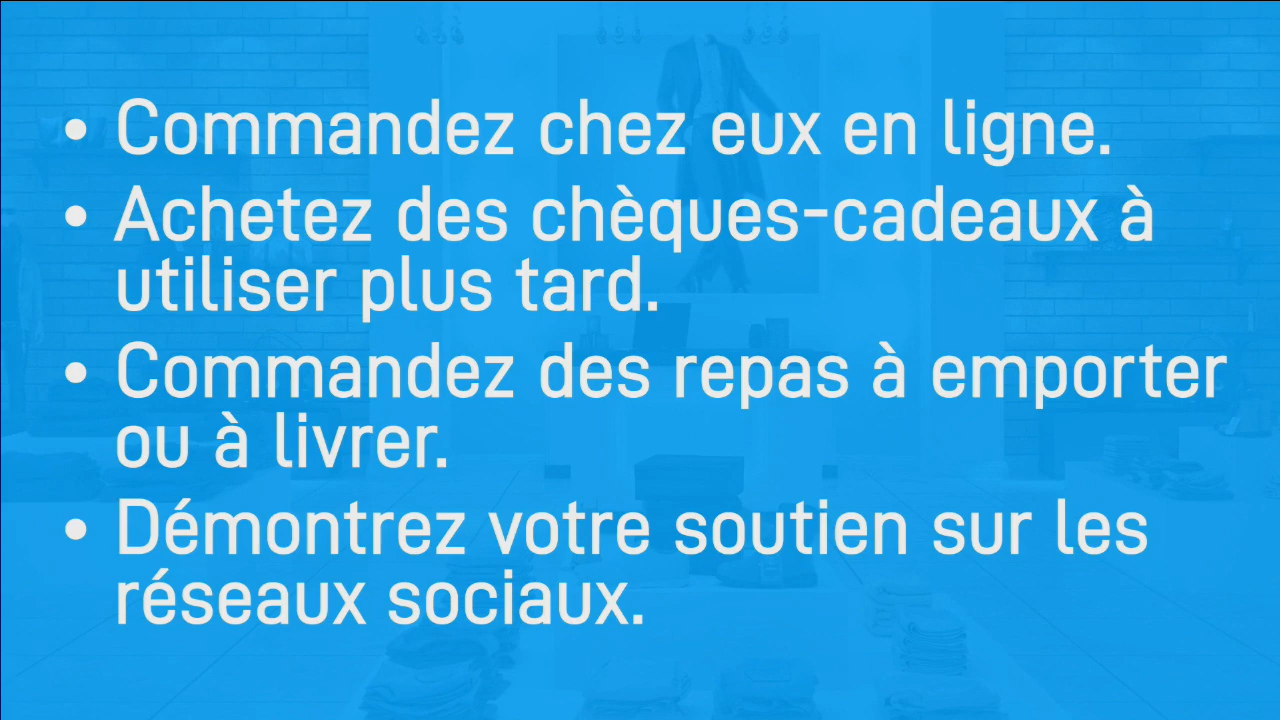 • Commandez chez eux en ligne.
• Achetez des chèques-cadeaux à
utiliser plus tard.
• Commandez des repas à emporter
ou à livrer.
• Démontrez votre soutien sur les
réseaux sociaux.